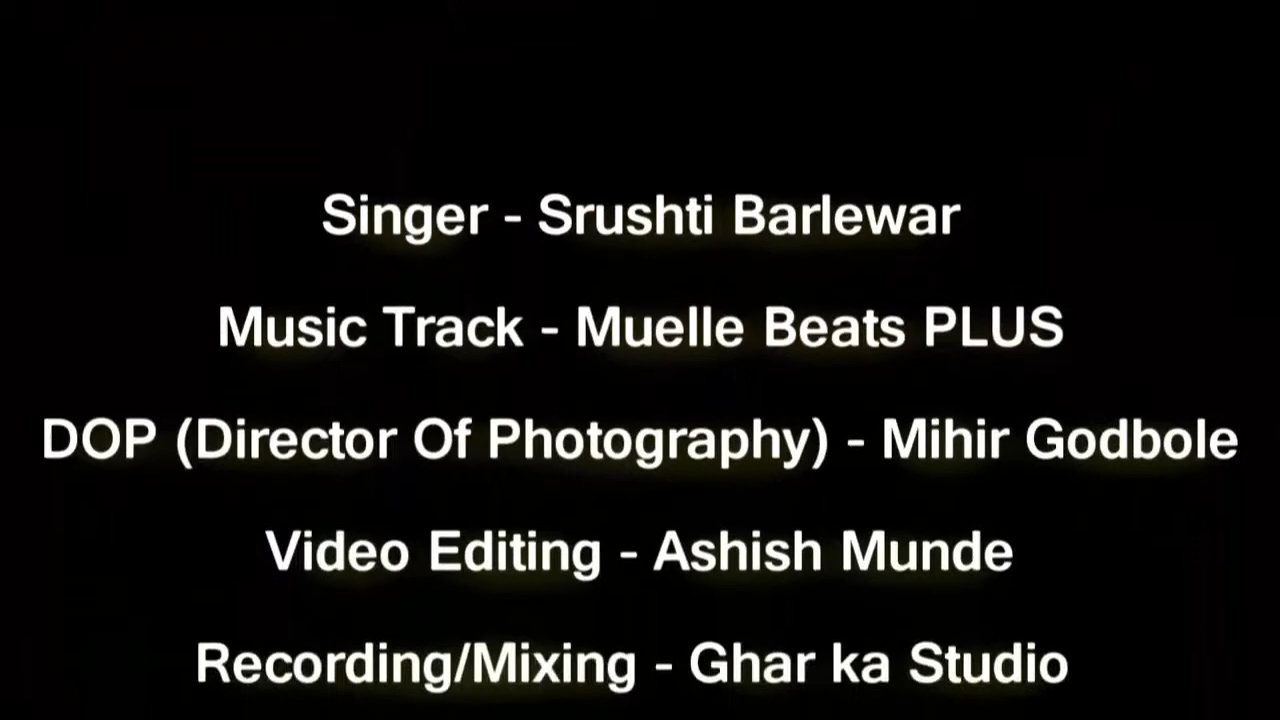 Singer - Srushti Barlewar
Music Track - Muelle Beats PLUS
DOP (Director Of Photography) - Mihir Godbole
Video Editing - Ashish Munde
Recording/Mixing - Ghar ka Studio